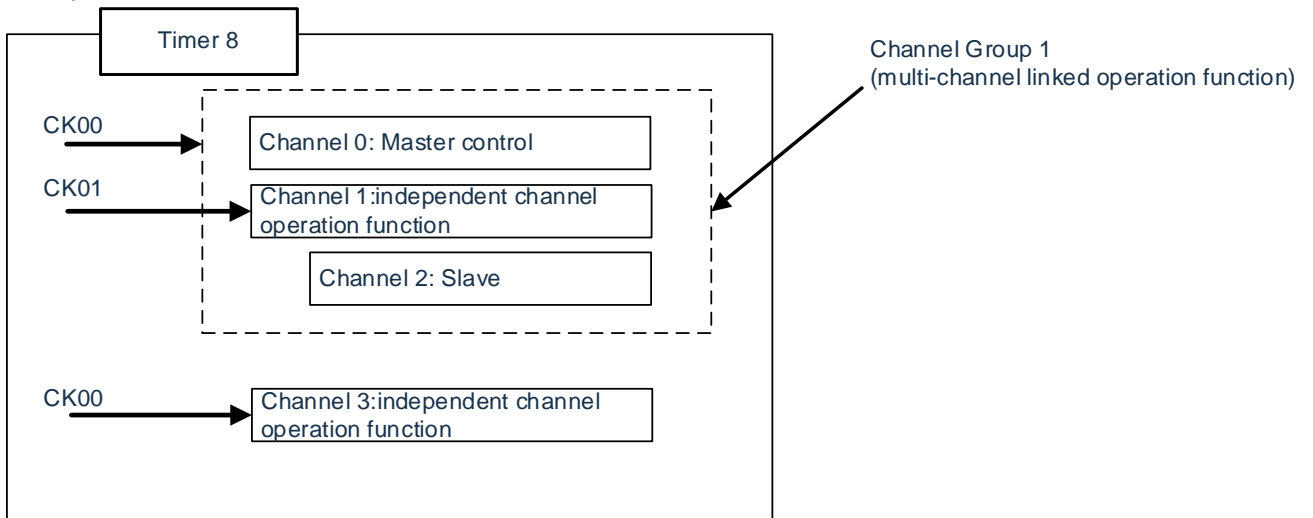 Timer 8
Channel Group 1
(multi-channel linked operation function)
CK00
Channel 0: Master control
CK01
Channel 1:independent channel
operation function
Channel 2: Slave
CK00
Channel 3:independent channel
operation function